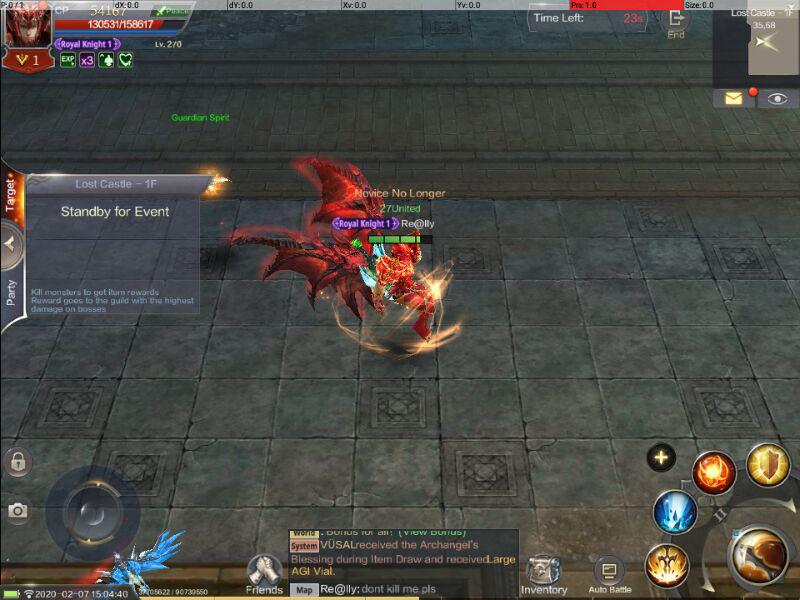 P: 0 / 1 dX: 0.0 dY: 0.0 Xv: 0.0 Yv: 0.0 Prs: 1.0 Size: 0.0
CP 54167 Peace
130531/158617
Royal Knight 1 Lv. 2/0
1 EXP x3
Time Left: 23s
End
Lost Castle - 1F
35,68
Guardian Spirit
Target
Lost Castle - 1F
Standby for Event
Party
Kill monsters to get item rewards
Reward goes to the guild with the highest
damage on bosses
Novice No Longer
27United
Royal Knight 1 Re@lly
World : Bonus for all! (View Bonus)
System VÜSALreceived the Archangel's
Blessing during Item Draw and receivedLarge
AGI Vial.
Map Re@lly: dont kill me pls
Friends
Inventory
Auto Battle
2020-02-07 15:04:40 / 90739550